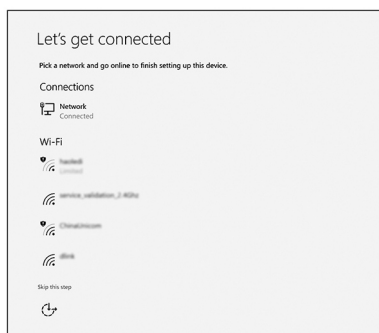 Let's get connected
Pick a network and go online to finish setting up this device.
Connections
Network
Connected
Wi-Fi
Limited
service_validation_2.4Ghz
ChinaUnicom
dlink
Skip this step